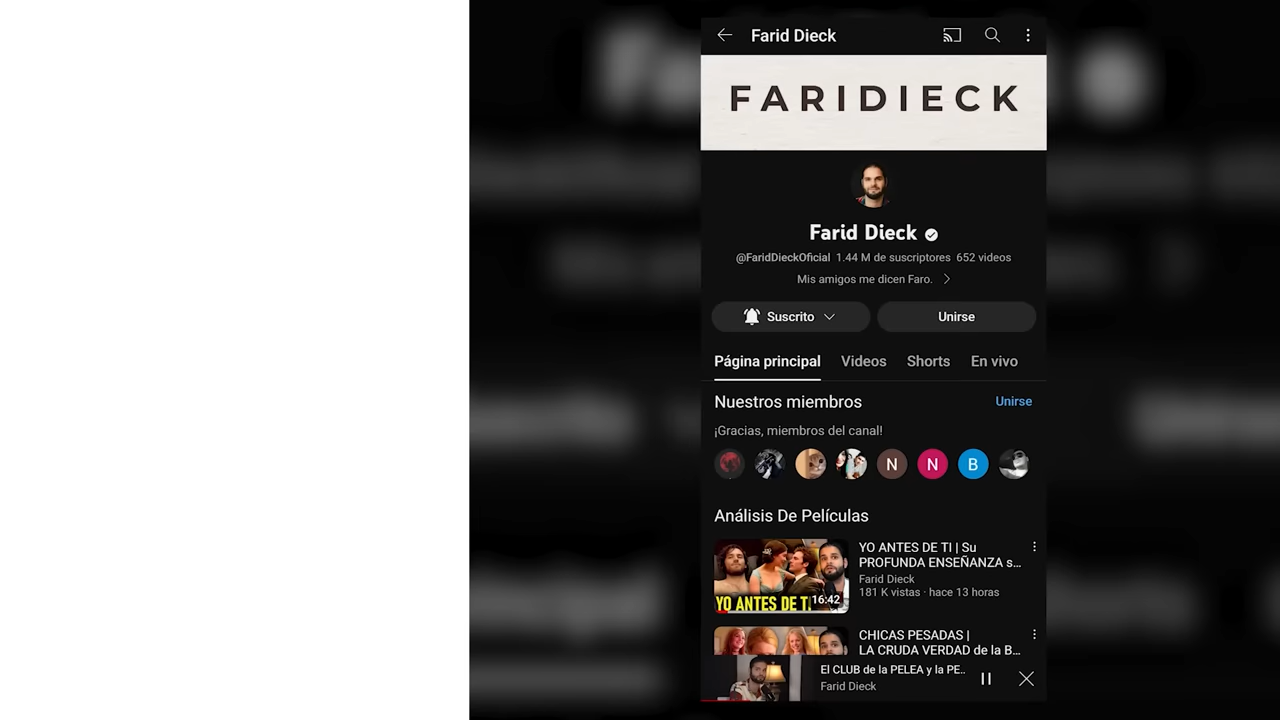 Farid Dieck
FARIDIECK
Farid Dieck
@FaridDieckOficial 1.44 M de suscriptores 652 videos
Mis amigos me dicen Faro.
Suscrito
Unirse
Página principal Videos Shorts En vivo
Nuestros miembros Unirse
¡Gracias, miembros del canal!
N N B
Análisis De Películas
YO ANTES DE TI | Su
PROFUNDA ENSEÑANZA s...
Farid Dieck
181 K vistas · hace 13 horas
YO ANTES DE TI
16:42
CHICAS PESADAS |
LA CRUDA VERDAD de la B...
El CLUB de la PELEA y la PE..
Farid Dieck